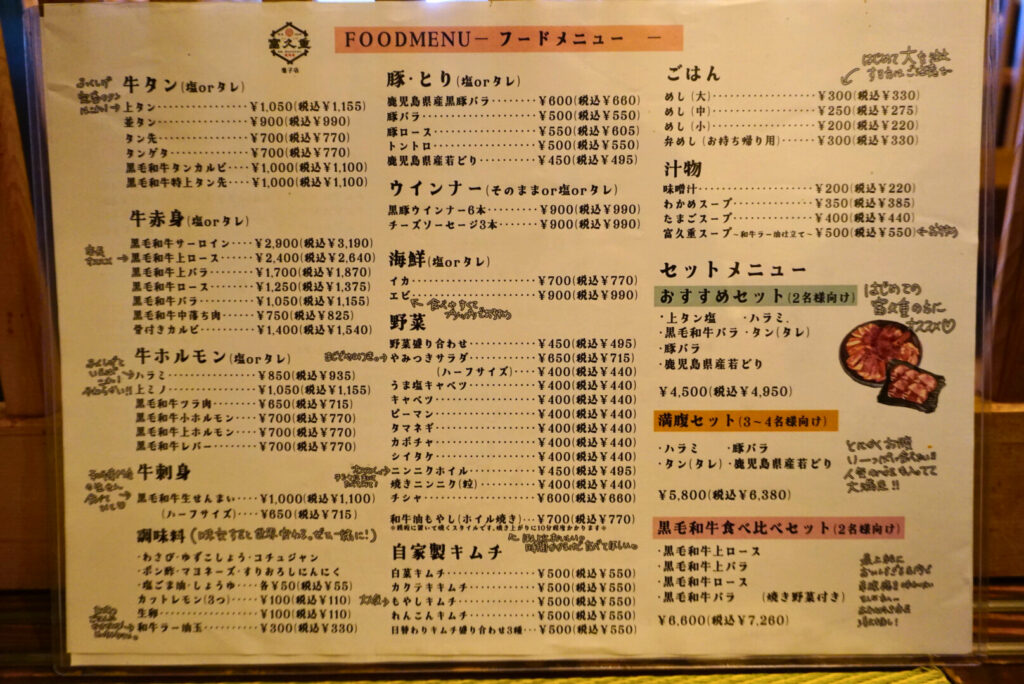 富久重
FOODMENU－フードメニュー －
牛タン(塩orタレ)
上タン ¥1,050(税込¥1,155)
並タン ¥900(税込¥990)
タン先 ¥700(税込¥770)
タンゲタ ¥700(税込¥770)
黒毛和牛タンカルビ ¥1,000(税込¥1,100)
黒毛和牛特上タン先 ¥1,000(税込¥1,100)
牛赤身(塩orタレ)
黒毛和牛サーロイン ¥2,900(税込¥3,190)
黒毛和牛上ロース ¥2,400(税込¥2,640)
黒毛和牛上バラ ¥1,700(税込¥1,870)
黒毛和牛ロース ¥1,250(税込¥1,375)
黒毛和牛バラ ¥1,050(税込¥1,155)
黒毛和牛中落ち肉 ¥750(税込¥825)
骨付きカルビ ¥1,400(税込¥1,540)
牛ホルモン(塩orタレ)
ハラミ ¥850(税込¥935)
上ミノ ¥1,050(税込¥1,155)
黒毛和牛ツラ肉 ¥650(税込¥715)
黒毛和牛小ホルモン ¥700(税込¥770)
黒毛和牛上ホルモン ¥700(税込¥770)
黒毛和牛レバー ¥700(税込¥770)
牛刺身
黒毛和牛生せんまい ¥1,000(税込¥1,100)
(ハーフサイズ) ¥650(税込¥715)
調味料
・わさび・ゆずこしょう・コチュジャン
・ポン酢・マヨネーズ・すりおろしにんにく
・塩ごま油・しょうゆ 各¥50(税込¥55)
カットレモン(3つ) ¥100(税込¥110)
生卵 ¥100(税込¥110)
和牛ラー油玉 ¥300(税込¥330)
豚・とり(塩orタレ)
鹿児島県産黒豚バラ ¥600(税込¥660)
豚バラ ¥500(税込¥550)
豚ロース ¥550(税込¥605)
トントロ ¥500(税込¥550)
鹿児島県産若どり ¥450(税込¥495)
ウインナー(そのままor塩orタレ)
黒豚ウインナー6本 ¥900(税込¥990)
チーズソーセージ3本 ¥900(税込¥990)
海鮮(塩orタレ)
イカ ¥700(税込¥770)
エビ ¥900(税込¥990)
野菜
野菜盛り合わせ ¥450(税込¥495)
やみつきサラダ ¥650(税込¥715)
(ハーフサイズ) ¥400(税込¥440)
うま塩キャベツ ¥400(税込¥440)
キャベツ ¥400(税込¥440)
ピーマン ¥400(税込¥440)
タマネギ ¥400(税込¥440)
カボチャ ¥400(税込¥440)
シイタケ ¥400(税込¥440)
ニンニクホイル ¥450(税込¥495)
焼きニンニク(粒) ¥400(税込¥440)
チシャ ¥600(税込¥660)
和牛油もやし(ホイル焼き) ¥700(税込¥770)
自家製キムチ
白菜キムチ ¥500(税込¥550)
カクテキキムチ ¥500(税込¥550)
もやしキムチ ¥500(税込¥550)
れんこんキムチ ¥500(税込¥550)
日替わりキムチ盛り合わせ3種 ¥500(税込¥550)
ごはん
めし(大) ¥300(税込¥330)
めし(中) ¥250(税込¥275)
めし(小) ¥200(税込¥220)
弁めし(お持ち帰り用) ¥300(税込¥330)
汁物
味噌汁 ¥200(税込¥220)
わかめスープ ¥350(税込¥385)
たまごスープ ¥400(税込¥440)
富久重スープ～和牛ラー油仕立て～ ¥500(税込¥550)
セットメニュー
おすすめセット(2名様向け)
・上タン塩 ・ハラミ
・黒毛和牛バラ・タン(タレ)
・豚バラ
・鹿児島県産若どり
¥4,500(税込¥4,950)
はじめての
富久重の方に
オススメ♡
満腹セット(3～4名様向け)
・ハラミ ・豚バラ
・タン(タレ)・鹿児島県産若どり
¥5,800(税込¥6,380)
黒毛和牛食べ比べセット(2名様向け)
・黒毛和牛上ロース
・黒毛和牛上バラ
・黒毛和牛ロース
・黒毛和牛バラ (焼き野菜付き)
¥6,600(税込¥7,260)